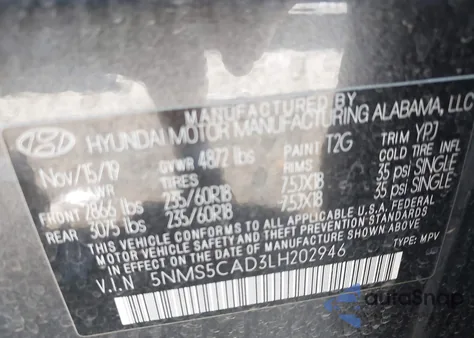 MANUFACTURED BY
HYUNDAI MOTOR MANUFACTURING ALABAMA, LLC
Nov/15/19 GVWR 4872 lbs PAINT T2G TRIM YPJ
GAWR TIRES RIMS COLD TIRE INFL
FRONT 2866 lbs 235/60R18 7.5JX18 35 psi SINGLE
REAR 3075 lbs 235/60R18 7.5JX18 35 psi SINGLE
THIS VEHICLE CONFORMS TO ALL APPLICABLE U.S.A. FEDERAL
MOTOR VEHICLE SAFETY AND THEFT PREVENTION STANDARDS
IN EFFECT ON THE DATE OF MANUFACTURE SHOWN ABOVE.
V.I.N 5NMS5CAD3LH202946 TYPE: MPV
autoSnap